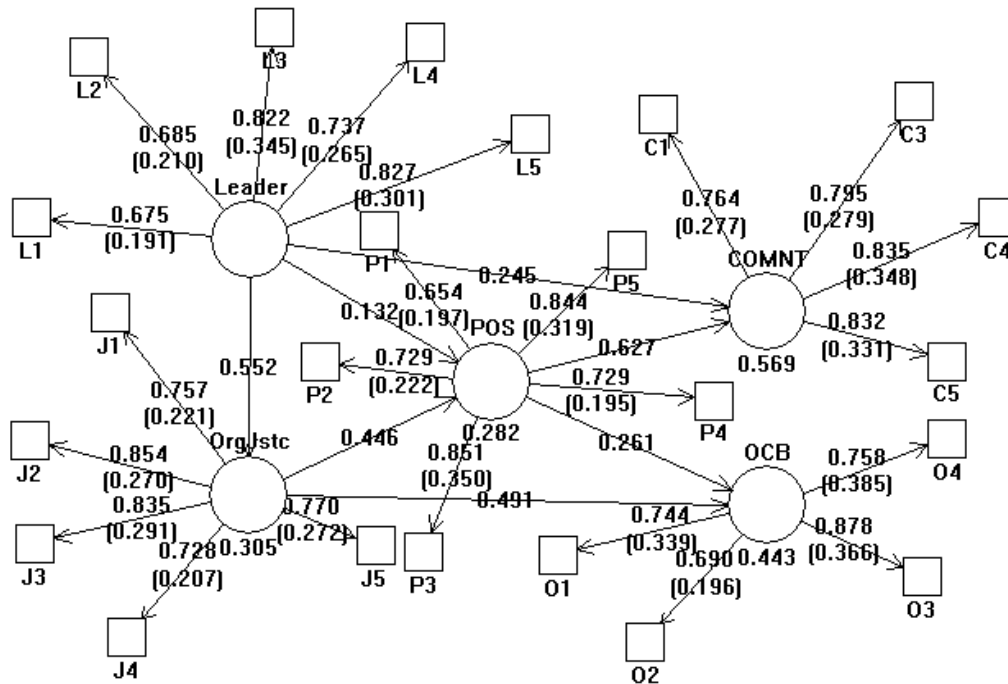 L3
L2
L4
0.822
(0.345)
0.685
(0.210)
0.737
(0.265)
C3
C1
L5
0.827
(0.301)
Leader
L1
0.675
(0.191)
0.764
(0.277)
0.795
(0.279)
C4
0.835
(0.348)
COMNT
P1
P5
0.245
0.654
(0.197)
0.844
(0.319)
0.132
J1
POS
0.832
(0.331)
0.627
0.569
0.552
P2
0.729
(0.222)
0.729
(0.195)
P4
C5
0.757
(0.221)
0.446
0.282
0.261
OrgJstc
OCB
J2
0.854
(0.270)
0.851
(0.350)
0.758
(0.385)
O4
0.835
(0.291)
0.491
0.770
(0.272)
0.744
(0.339)
0.878
(0.366)
J3
0.728
(0.207)
0.305
J5
P3
O1
0.690
(0.196)
0.443
O3
J4
O2